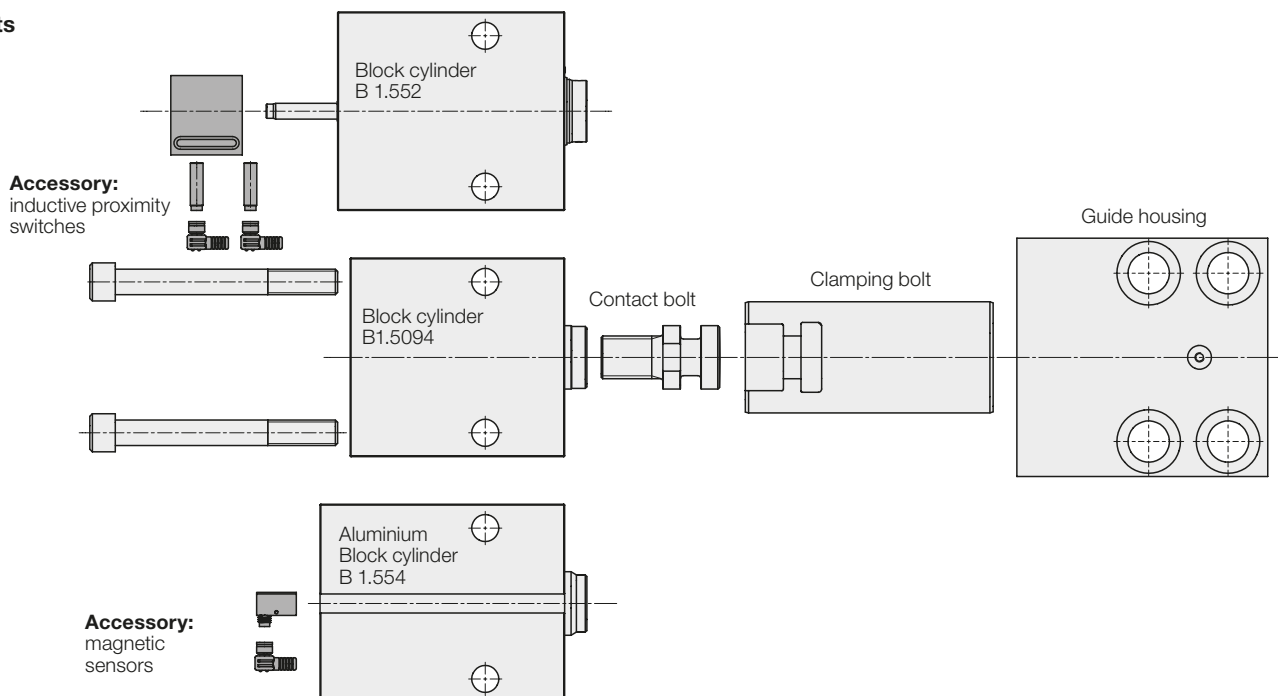 ts
Block cylinder
B 1.552
Accessory:
inductive proximity
switches
Guide housing
Clamping bolt
Contact bolt
Block cylinder
B1.5094
Aluminium
Block cylinder
B 1.554
Accessory:
magnetic
sensors